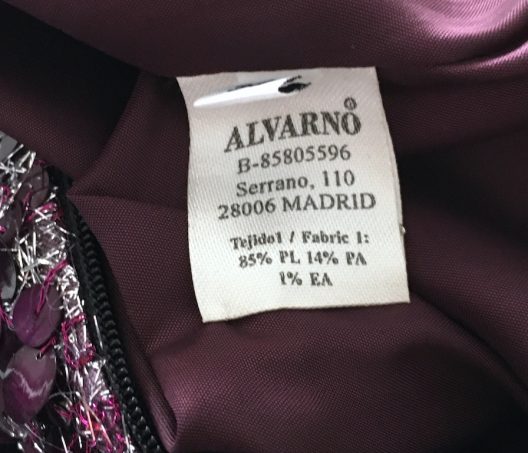 ALVARNO®
B-85805596
Serrano, 110
28006 MADRID
Tejido1 / Fabric 1:
85% PL 14% PA
1% EA